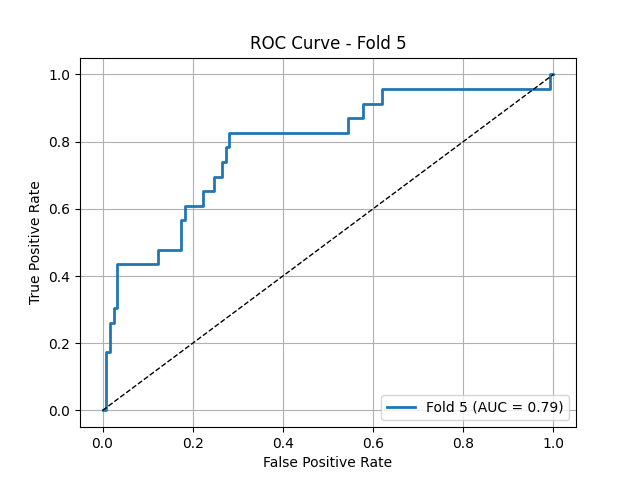 ROC Curve - Fold 5
1.0
0.8
0.6
0.4
0.2
0.0
True Positive Rate
Fold 5 (AUC = 0.79)
0.0 0.2 0.4 0.6 0.8 1.0
False Positive Rate